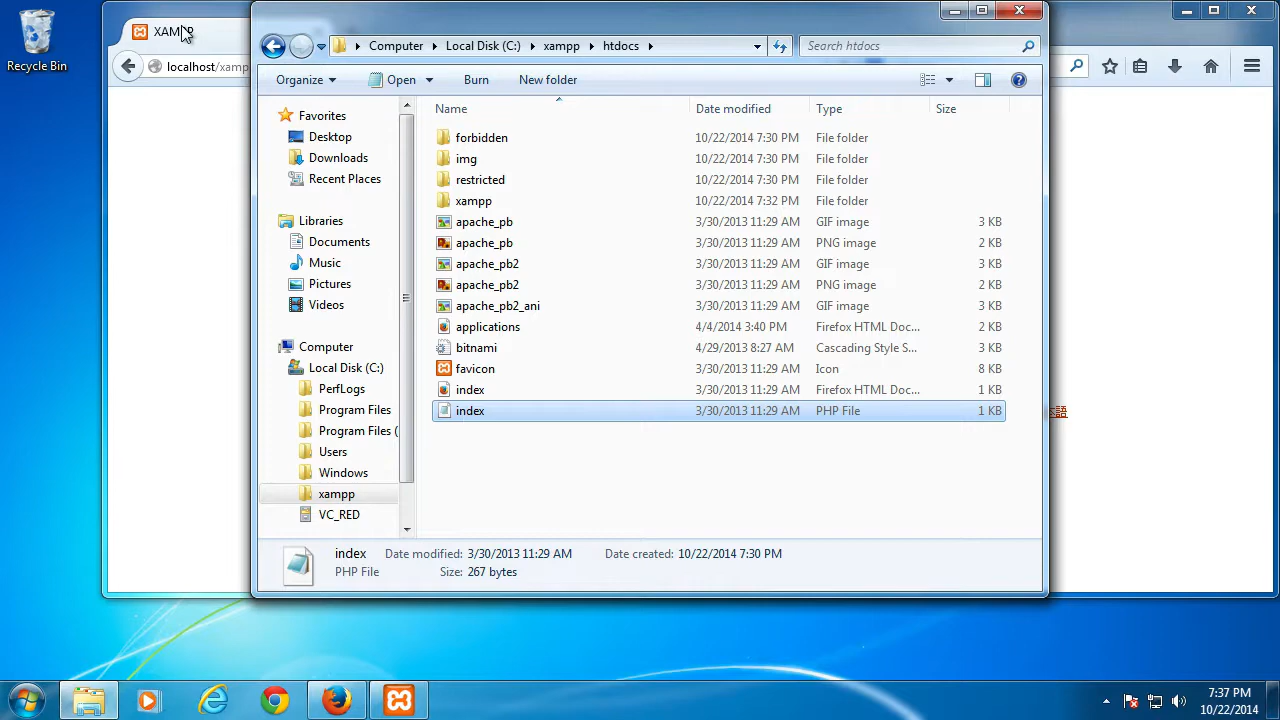 Recycle Bin
XAMPP
localhost/xamp
Computer Local Disk (C:) xampp htdocs
Search htdocs
Organize Open Burn New folder
Favorites
Desktop
Downloads
Recent Places
Libraries
Documents
Music
Pictures
Videos
Computer
Local Disk (C:)
PerfLogs
Program Files
Program Files (
Users
Windows
xampp
VC_RED
Name Date modified Type Size
forbidden 10/22/2014 7:30 PM File folder
img 10/22/2014 7:30 PM File folder
restricted 10/22/2014 7:30 PM File folder
xampp 10/22/2014 7:32 PM File folder
apache_pb 3/30/2013 11:29 AM GIF image 3 KB
apache_pb 3/30/2013 11:29 AM PNG image 2 KB
apache_pb2 3/30/2013 11:29 AM GIF image 3 KB
apache_pb2 3/30/2013 11:29 AM PNG image 2 KB
apache_pb2_ani 3/30/2013 11:29 AM GIF image 3 KB
applications 4/4/2014 3:40 PM Firefox HTML Doc... 2 KB
bitnami 4/29/2013 8:27 AM Cascading Style S... 3 KB
favicon 3/30/2013 11:29 AM Icon 8 KB
index 3/30/2013 11:29 AM Firefox HTML Doc... 1 KB
index 3/30/2013 11:29 AM PHP File 1 KB
語
index Date modified: 3/30/2013 11:29 AM Date created: 10/22/2014 7:30 PM
PHP File Size: 267 bytes
7:37 PM
10/22/2014